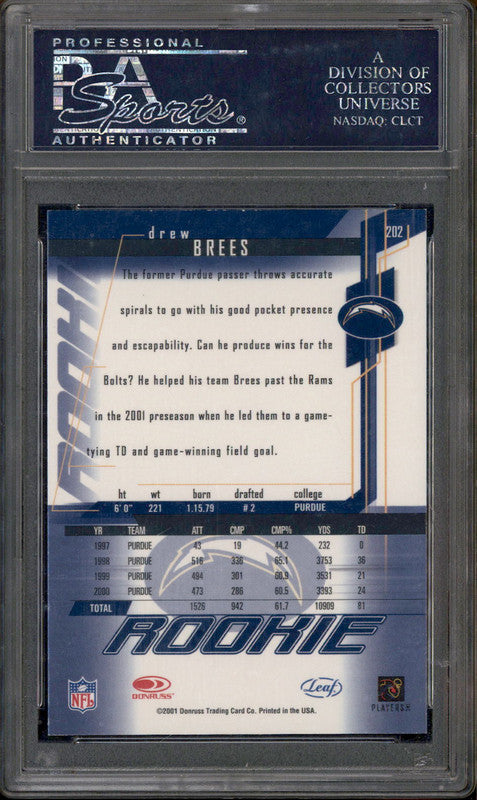 PROFESSIONAL
PSA
Sports®
AUTHENTICATOR
A
DIVISION OF
COLLECTORS
UNIVERSE
NASDAQ: CLCT
drew
BREES
202
ROOKI
The former Purdue passer throws accurate
spirals to go with his good pocket presence
and escapability. Can he produce wins for the
Bolts? He helped his team Brees past the Rams
in the 2001 preseason when he led them to a game-
tying TD and game-winning field goal.
ht wt born drafted college
6' 0" 221 1.15.79 #2 PURDUE
YR TEAM ATT CMP CMP% YDS TD
1997 PURDUE 43 19 44.2 232 0
1998 PURDUE 516 336 65.1 3753 36
1999 PURDUE 494 301 60.9 3531 21
2000 PURDUE 473 286 60.5 3393 24
TOTAL 1526 942 61.7 10909 81
ROOKIE
NFL
DONRUSS
Leaf
PLAYERS INC
©2001 Donruss Trading Card Co. Printed in the USA.